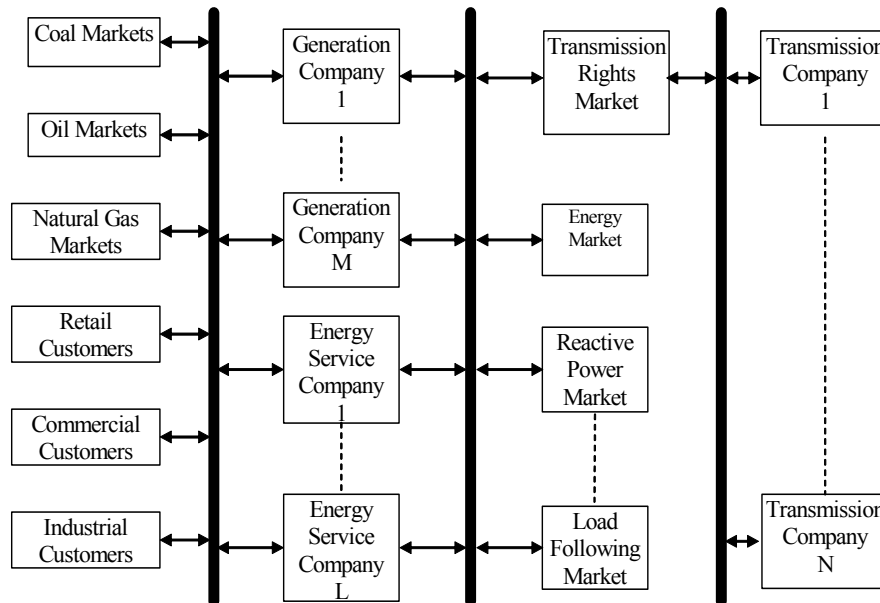 Coal Markets
Oil Markets
Natural Gas
Markets
Retail
Customers
Commercial
Customers
Industrial
Customers
Generation
Company
1
Generation
Company
M
Energy
Service
Company
1
Energy
Service
Company
L
Transmission
Rights
Market
Energy
Market
Reactive
Power
Market
Load
Following
Market
Transmission
Company
1
Transmission
Company
N